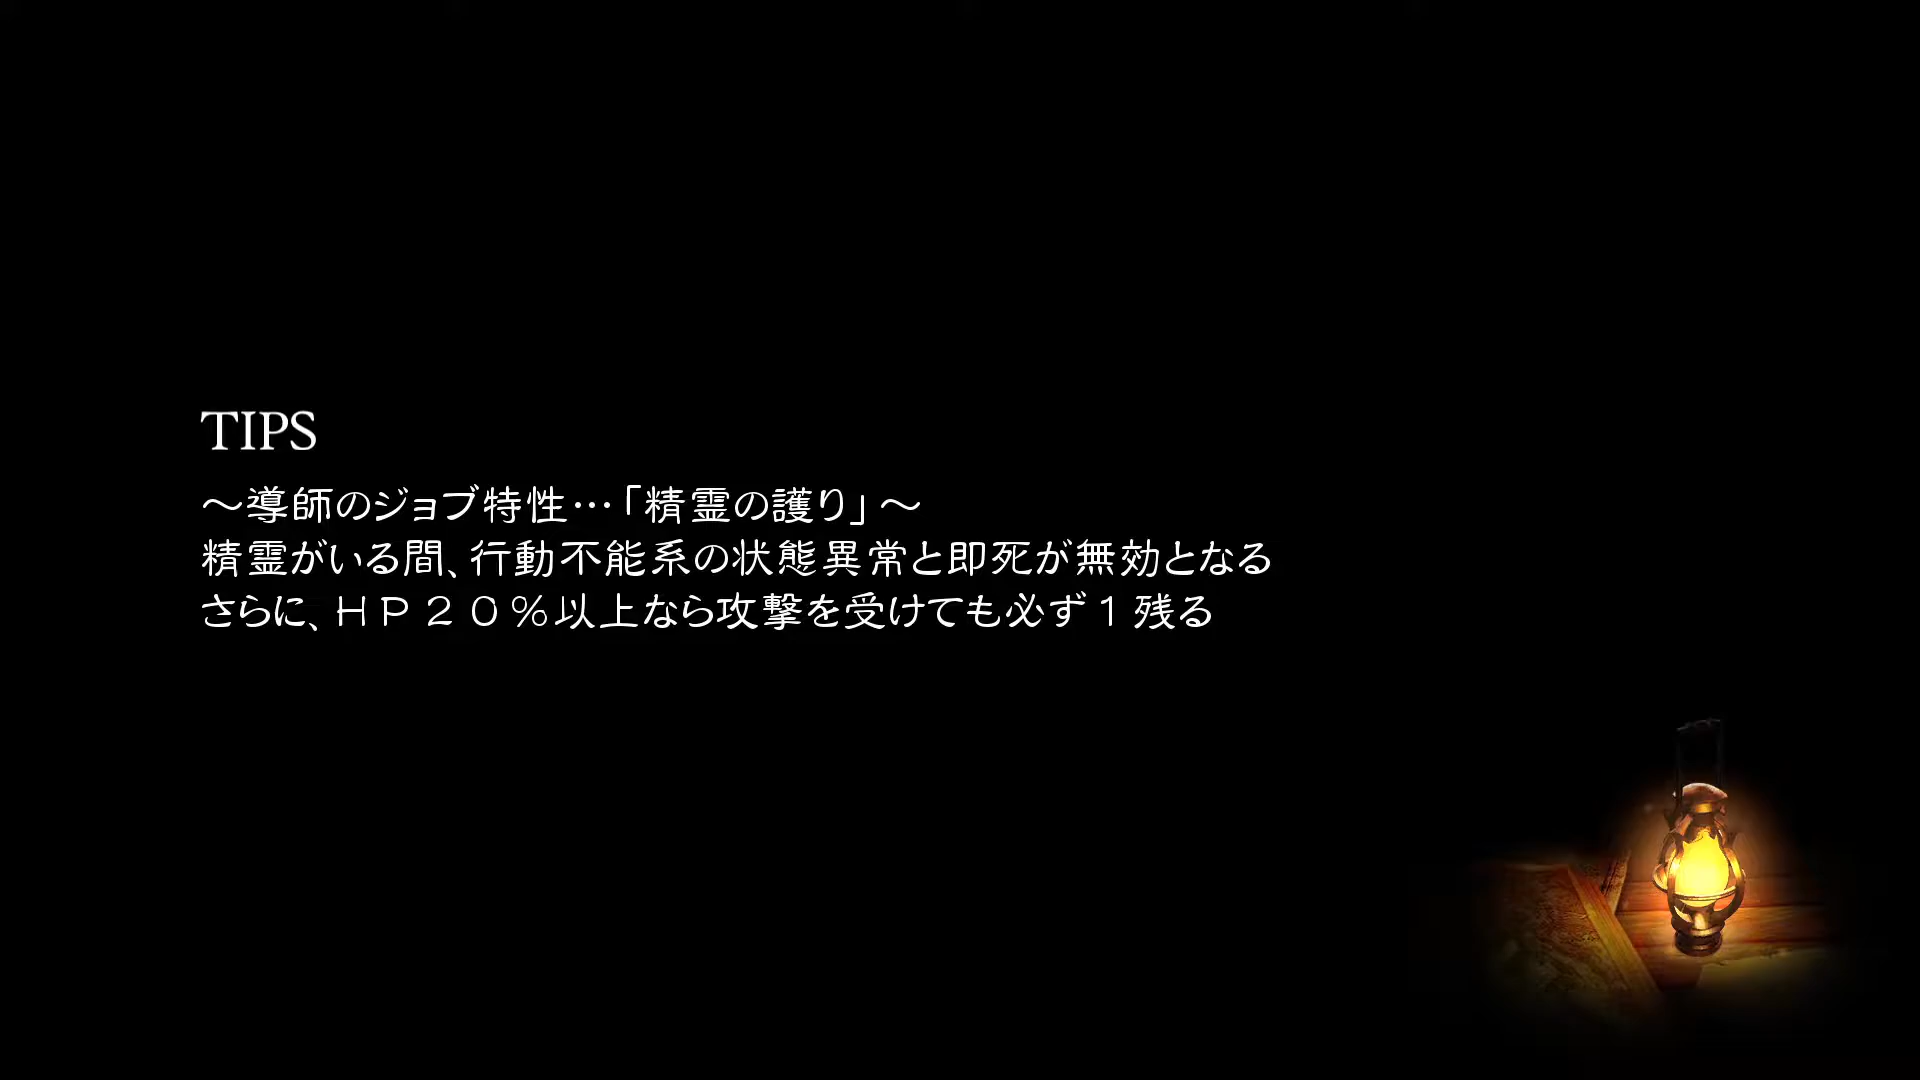 TIPS
～導師のジョブ特性…「精霊の護り」～
精霊がいる間、行動不能系の状態異常と即死が無効となる
さらに、ＨＰ２０％以上なら攻撃を受けても必ず１残る